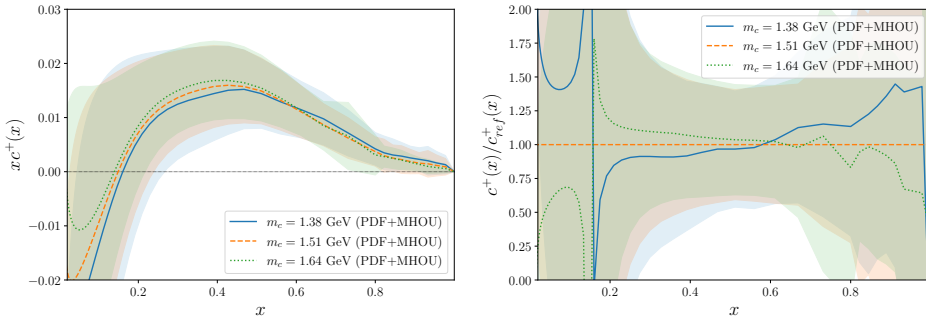 0.03
0.02
0.01
0.00
−0.01
−0.02
xc⁺(x)
0.2
0.4
0.6
0.8
x
m_c = 1.38 GeV (PDF+MHOU)
m_c = 1.51 GeV (PDF+MHOU)
m_c = 1.64 GeV (PDF+MHOU)
2.00
1.75
1.50
1.25
1.00
0.75
0.50
0.25
0.00
c⁺(x)/c⁺_ref(x)
m_c = 1.38 GeV (PDF+MHOU)
m_c = 1.51 GeV (PDF+MHOU)
m_c = 1.64 GeV (PDF+MHOU)
0.2
0.4
0.6
0.8
x